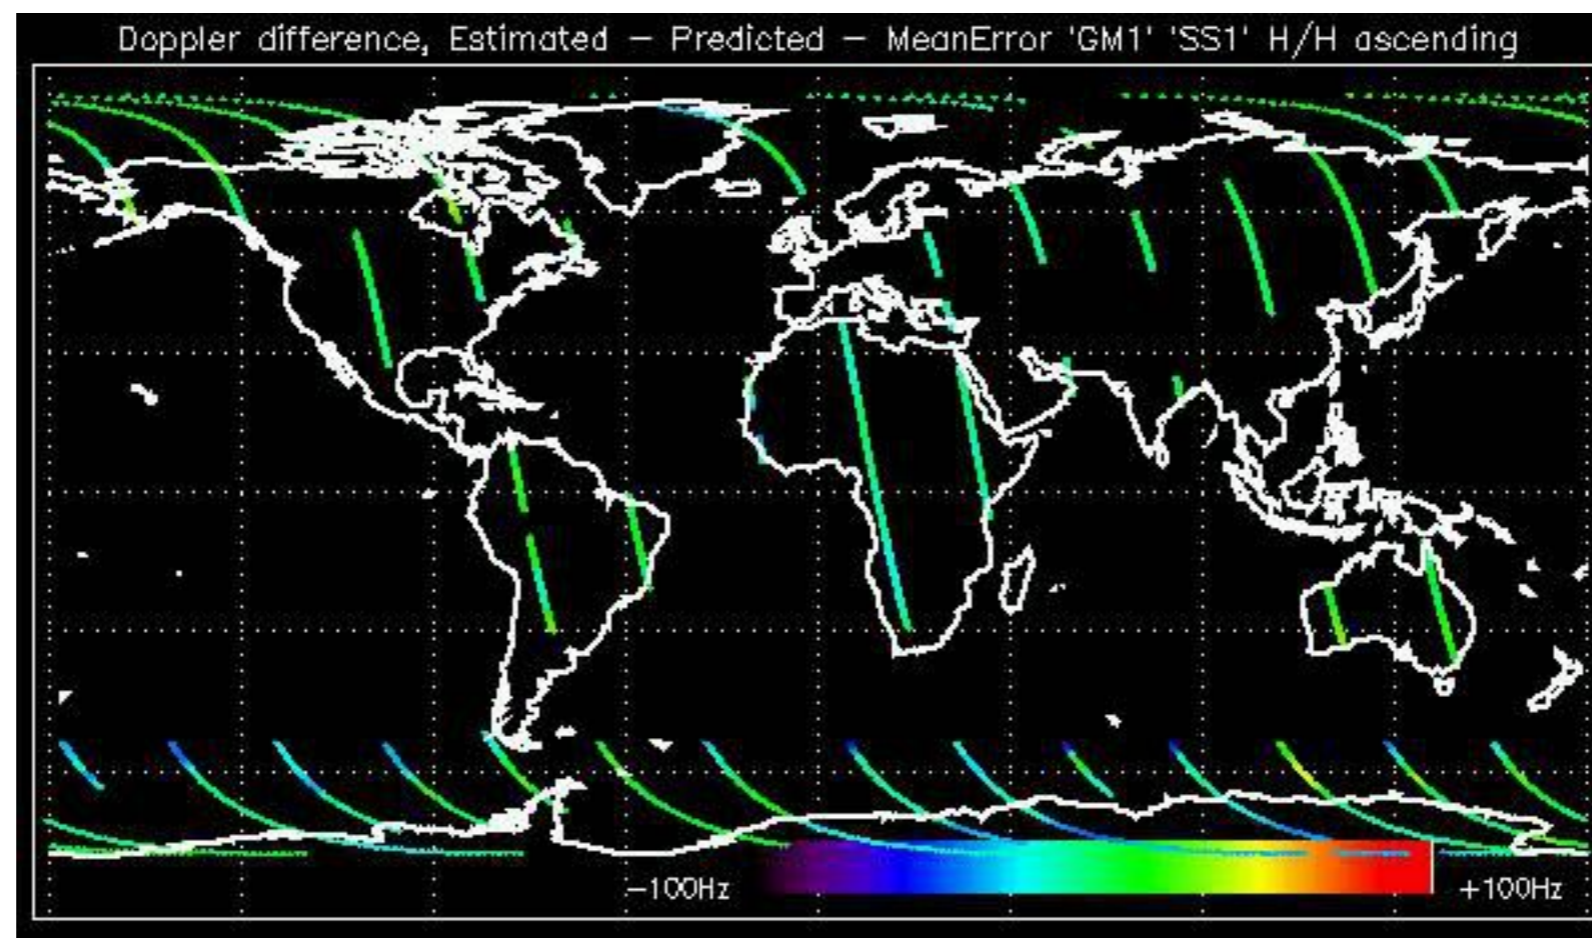 Doppler difference, Estimated – Predicted – MeanError 'GM1' 'SS1' H/H ascending
−100Hz
+100Hz